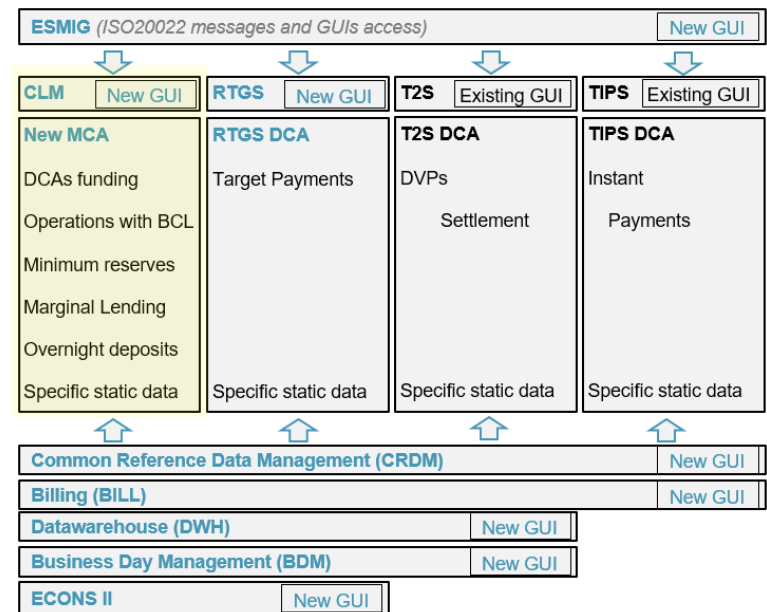 ESMIG (ISO20022 messages and GUIs access) New GUI
CLM New GUI RTGS New GUI T2S Existing GUI TIPS Existing GUI
New MCA
DCAs funding
Operations with BCL
Minimum reserves
Marginal Lending
Overnight deposits
Specific static data
RTGS DCA
Target Payments
Specific static data
T2S DCA
DVPs
Settlement
Specific static data
TIPS DCA
Instant
Payments
Specific static data
Common Reference Data Management (CRDM) New GUI
Billing (BILL) New GUI
Datawarehouse (DWH) New GUI
Business Day Management (BDM) New GUI
ECONS II New GUI